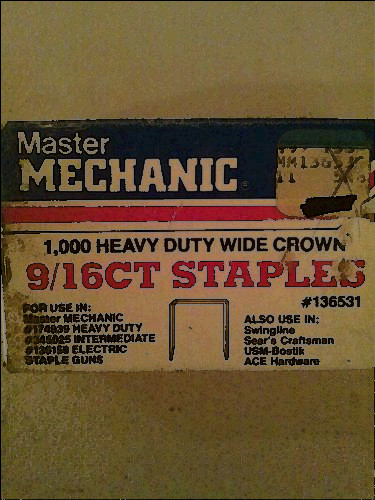 Master
MECHANIC
1,000 HEAVY DUTY WIDE CROWN
9/16CT STAPLES
#136531
FOR USE IN:
Master MECHANIC
HEAVY DUTY
INTERMEDIATE
ELECTRIC
STAPLE GUNS
ALSO USE IN:
Swingline
Sear's Craftsman
USM-Bostik
ACE Hardware